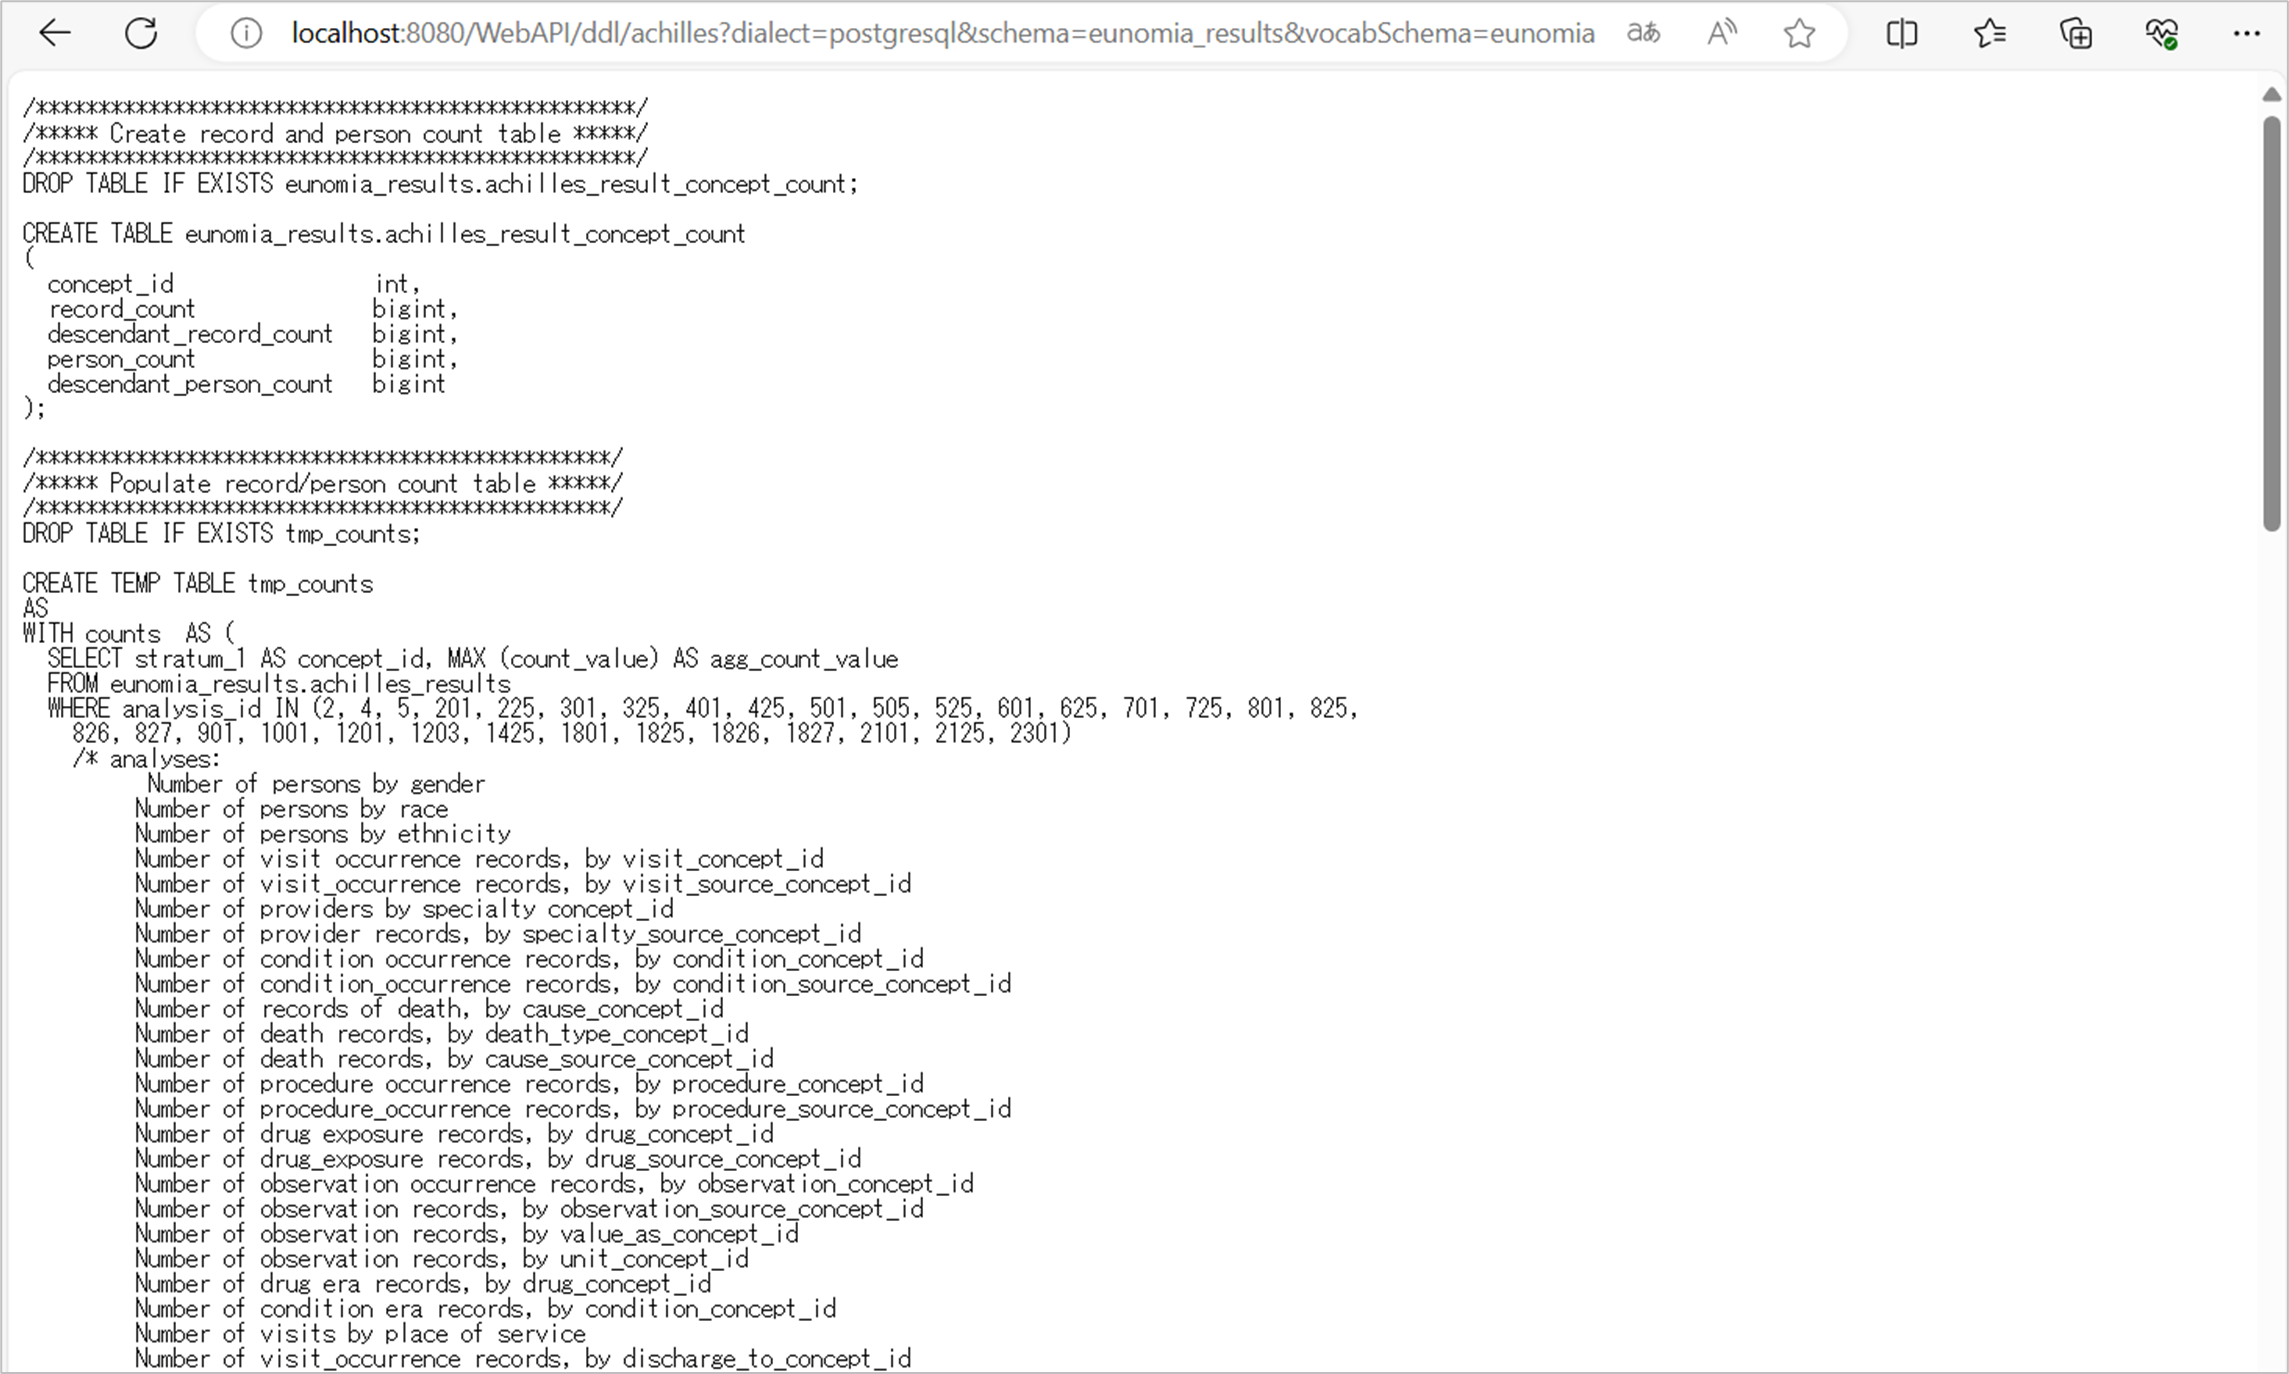 localhost:8080/WebAPI/ddl/achilles?dialect=postgresql&schema=eunomia_results&vocabSchema=eunomia
/************************************************/
/***** Create record and person count table *****/
/************************************************/
DROP TABLE IF EXISTS eunomia_results.achilles_result_concept_count;
CREATE TABLE eunomia_results.achilles_result_concept_count
(
concept_id int,
record_count bigint,
descendant_record_count bigint,
person_count bigint,
descendant_person_count bigint
);
/**********************************************/
/***** Populate record/person count table *****/
/**********************************************/
DROP TABLE IF EXISTS tmp_counts;
CREATE TEMP TABLE tmp_counts
AS
WITH counts AS (
SELECT stratum_1 AS concept_id, MAX (count_value) AS agg_count_value
FROM eunomia_results.achilles_results
WHERE analysis_id IN (2, 4, 5, 201, 225, 301, 325, 401, 425, 501, 505, 525, 601, 625, 701, 725, 801, 825,
826, 827, 901, 1001, 1201, 1203, 1425, 1801, 1825, 1826, 1827, 2101, 2125, 2301)
/* analyses:
Number of persons by gender
Number of persons by race
Number of persons by ethnicity
Number of visit occurrence records, by visit_concept_id
Number of visit_occurrence records, by visit_source_concept_id
Number of providers by specialty concept_id
Number of provider records, by specialty_source_concept_id
Number of condition occurrence records, by condition_concept_id
Number of condition_occurrence records, by condition_source_concept_id
Number of records of death, by cause_concept_id
Number of death records, by death_type_concept_id
Number of death records, by cause_source_concept_id
Number of procedure occurrence records, by procedure_concept_id
Number of procedure_occurrence records, by procedure_source_concept_id
Number of drug exposure records, by drug_concept_id
Number of drug_exposure records, by drug_source_concept_id
Number of observation occurrence records, by observation_concept_id
Number of observation records, by observation_source_concept_id
Number of observation records, by value_as_concept_id
Number of observation records, by unit_concept_id
Number of drug era records, by drug_concept_id
Number of condition era records, by condition_concept_id
Number of visits by place of service
Number of visit_occurrence records, by discharge_to_concept_id